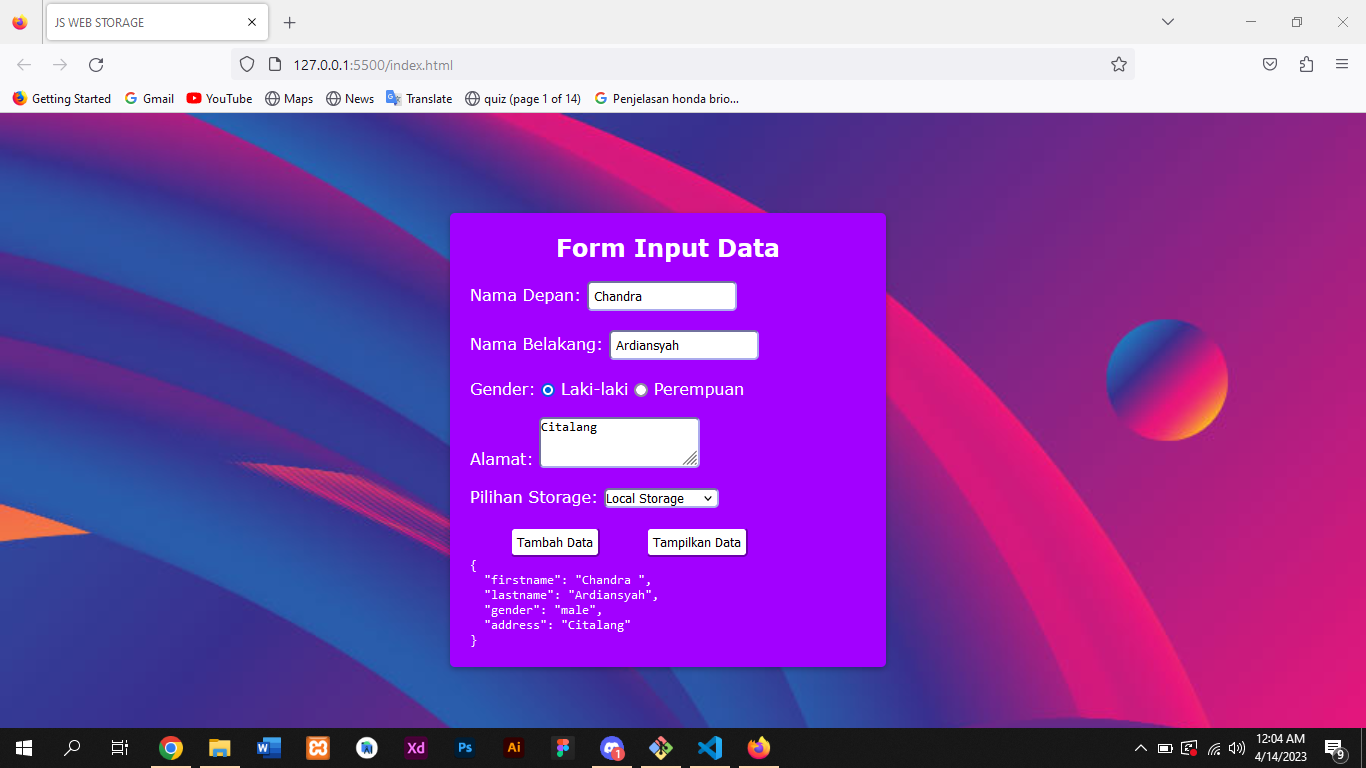 JS WEB STORAGE
127.0.0.1:5500/index.html
Getting Started Gmail YouTube Maps News Translate quiz (page 1 of 14) Penjelasan honda brio...
Form Input Data
Nama Depan: Chandra
Nama Belakang: Ardiansyah
Gender: Laki-laki Perempuan
Citalang
Alamat:
Pilihan Storage: Local Storage
Tambah Data Tampilkan Data
{
"firstname": "Chandra ",
"lastname": "Ardiansyah",
"gender": "male",
"address": "Citalang"
}
W Xd Ps Ai 1
12:04 AM
4/14/2023
9